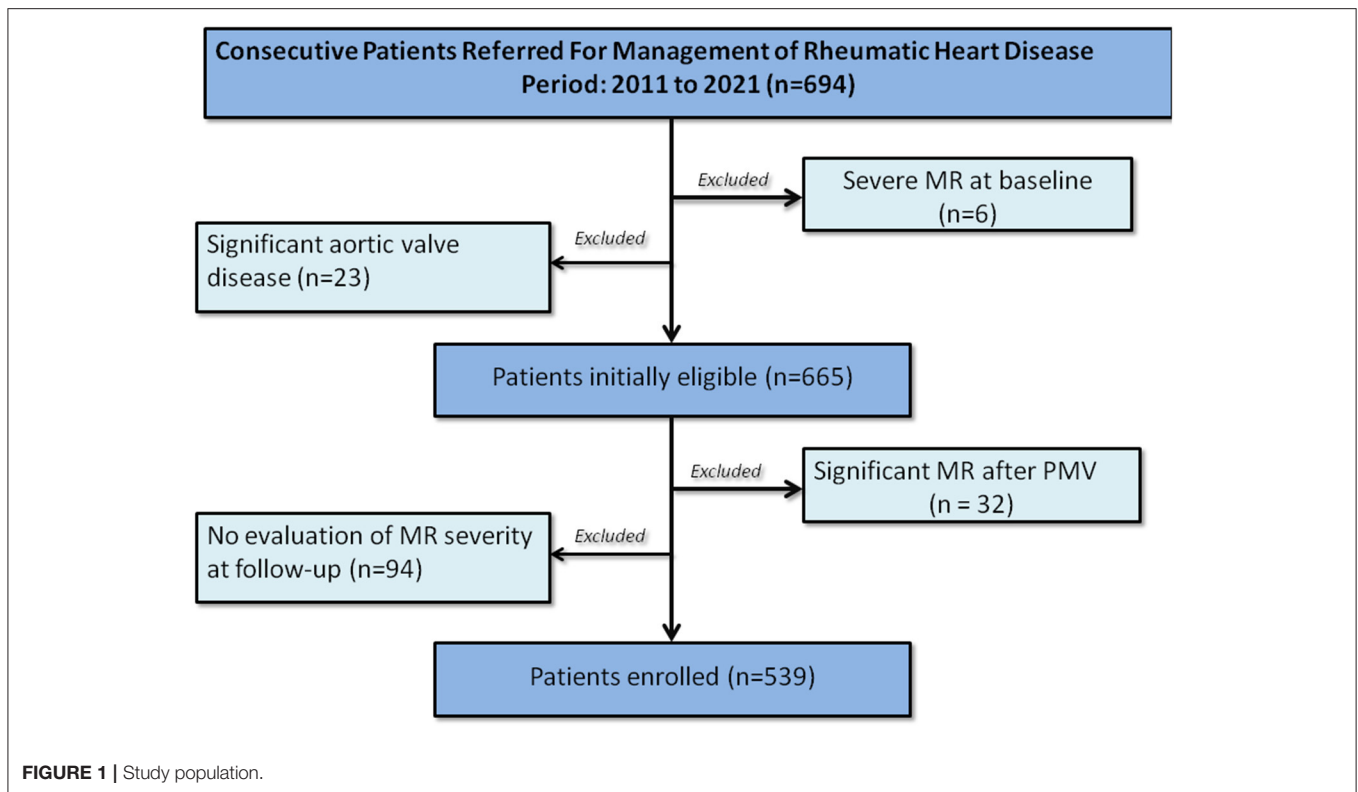 Consecutive Patients Referred For Management of Rheumatic Heart Disease
Period: 2011 to 2021 (n=694)
Excluded
Severe MR at baseline
(n=6)
Excluded
Significant aortic valve
disease (n=23)
Patients initially eligible (n=665)
Excluded
Significant MR after PMV
(n = 32)
Excluded
No evaluation of MR severity
at follow-up (n=94)
Patients enrolled (n=539)
FIGURE 1 | Study population.